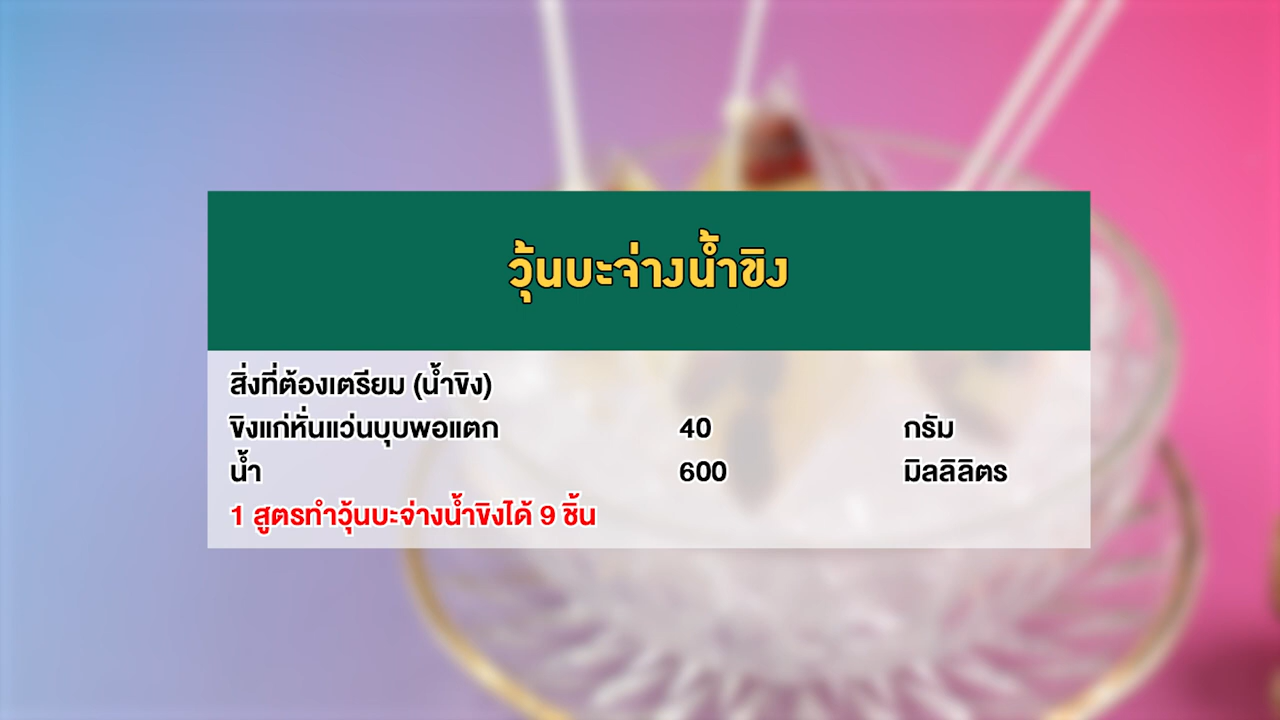 วุ้นบะจ่างน้ำขิง
สิ่งที่ต้องเตรียม (น้ำขิง)
ขิงแก่หั่นแว่นบุบพอแตก 40 กรัม
น้ำ 600 มิลลิลิตร
1 สูตรทำวุ้นบะจ่างน้ำขิงได้ 9 ชิ้น